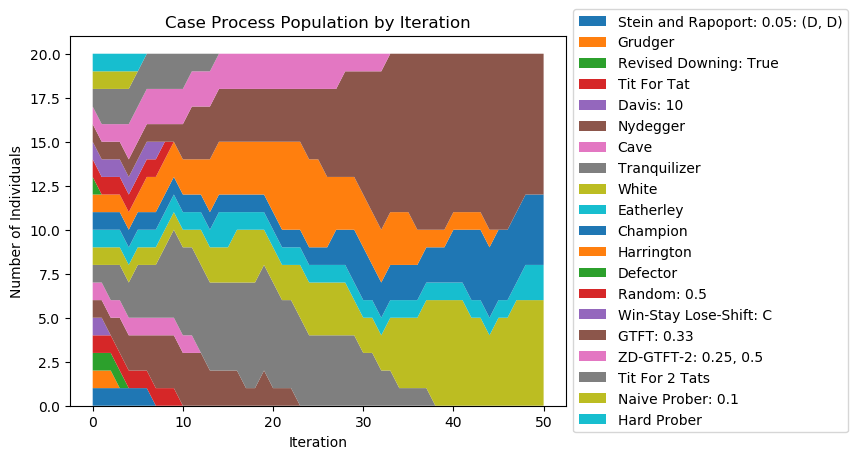 Case Process Population by Iteration
Number of Individuals
20.0
17.5
15.0
12.5
10.0
7.5
5.0
2.5
0.0
0 10 20 30 40 50
Iteration
Stein and Rapoport: 0.05: (D, D)
Grudger
Revised Downing: True
Tit For Tat
Davis: 10
Nydegger
Cave
Tranquilizer
White
Eatherley
Champion
Harrington
Defector
Random: 0.5
Win-Stay Lose-Shift: C
GTFT: 0.33
ZD-GTFT-2: 0.25, 0.5
Tit For 2 Tats
Naive Prober: 0.1
Hard Prober